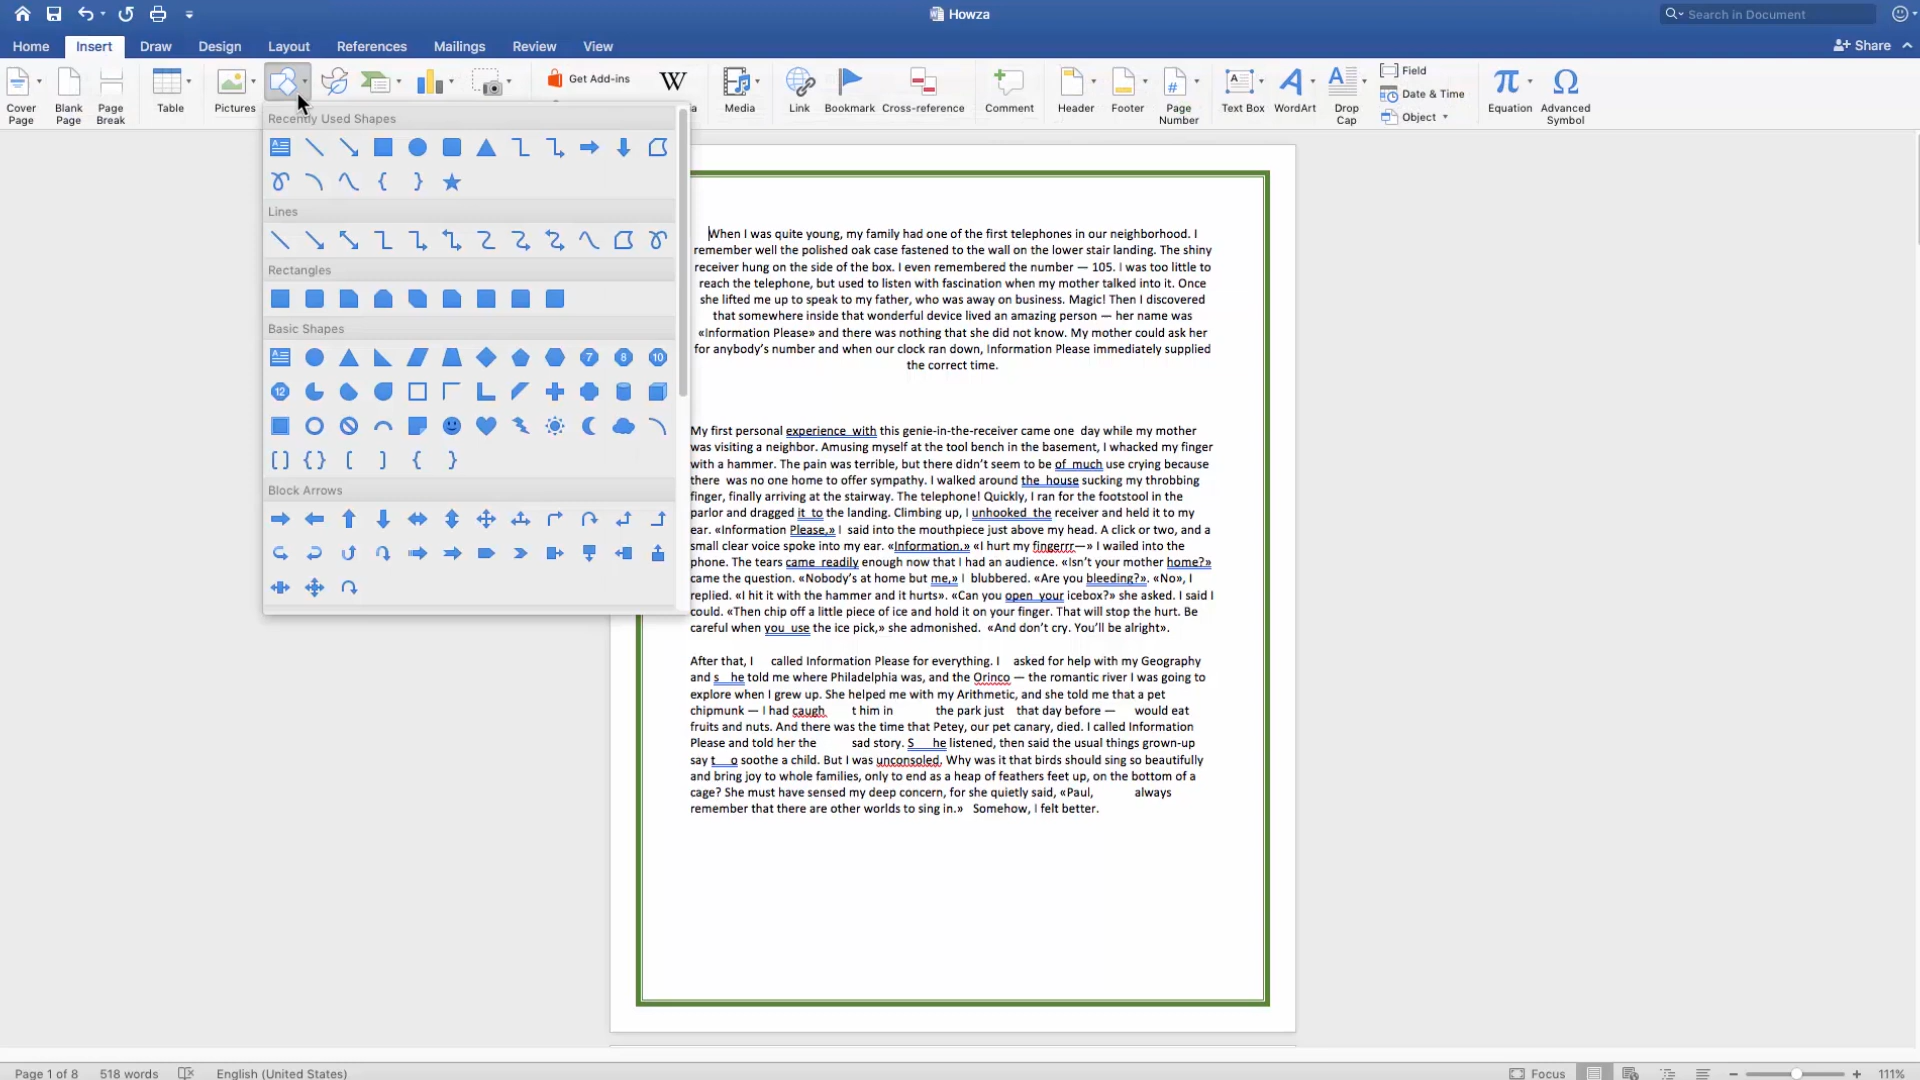 Howza
Search in Document
Home
Insert
Draw
Design
Layout
References
Mailings
Review
View
Share
Cover Page
Blank Page
Page Break
Table
Pictures
Get Add-ins
W
Media
Link
Bookmark
Cross-reference
Comment
Header
Footer
Page Number
Text Box
WordArt
Drop Cap
Field
Date & Time
Object
Equation
Advanced Symbol
Recently Used Shapes
Lines
Rectangles
Basic Shapes
7 8 10
12
Block Arrows
When I was quite young, my family had one of the first telephones in our neighborhood. I
remember well the polished oak case fastened to the wall on the lower stair landing. The shiny
receiver hung on the side of the box. I even remembered the number — 105. I was too little to
reach the telephone, but used to listen with fascination when my mother talked into it. Once
she lifted me up to speak to my father, who was away on business. Magic! Then I discovered
that somewhere inside that wonderful device lived an amazing person — her name was
«Information Please» and there was nothing that she did not know. My mother could ask her
for anybody’s number and when our clock ran down, Information Please immediately supplied
the correct time.
My first personal experience with this genie-in-the-receiver came one day while my mother
was visiting a neighbor. Amusing myself at the tool bench in the basement, I whacked my finger
with a hammer. The pain was terrible, but there didn’t seem to be of much use crying because
there was no one home to offer sympathy. I walked around the house sucking my throbbing
finger, finally arriving at the stairway. The telephone! Quickly, I ran for the footstool in the
parlor and dragged it to the landing. Climbing up, I unhooked the receiver and held it to my
ear. «Information Please,» I said into the mouthpiece just above my head. A click or two, and a
small clear voice spoke into my ear. «Information.» «I hurt my fingerrr—» I wailed into the
phone. The tears came readily enough now that I had an audience. «Isn’t your mother home?»
came the question. «Nobody’s at home but me,» I blubbered. «Are you bleeding?». «No», I
replied. «I hit it with the hammer and it hurts». «Can you open your icebox?» she asked. I said I
could. «Then chip off a little piece of ice and hold it on your finger. That will stop the hurt. Be
careful when you use the ice pick,» she admonished. «And don’t cry. You’ll be alright».
After that, I called Information Please for everything. I asked for help with my Geography
and s he told me where Philadelphia was, and the Orinco — the romantic river I was going to
explore when I grew up. She helped me with my Arithmetic, and she told me that a pet
chipmunk — I had caugh t him in the park just that day before — would eat
fruits and nuts. And there was the time that Petey, our pet canary, died. I called Information
Please and told her the sad story. S he listened, then said the usual things grown-up
say t o soothe a child. But I was unconsoled. Why was it that birds should sing so beautifully
and bring joy to whole families, only to end as a heap of feathers feet up, on the bottom of a
cage? She must have sensed my deep concern, for she quietly said, «Paul, always
remember that there are other worlds to sing in.» Somehow, I felt better.
Page 1 of 8
518 words
English (United States)
Focus
111%